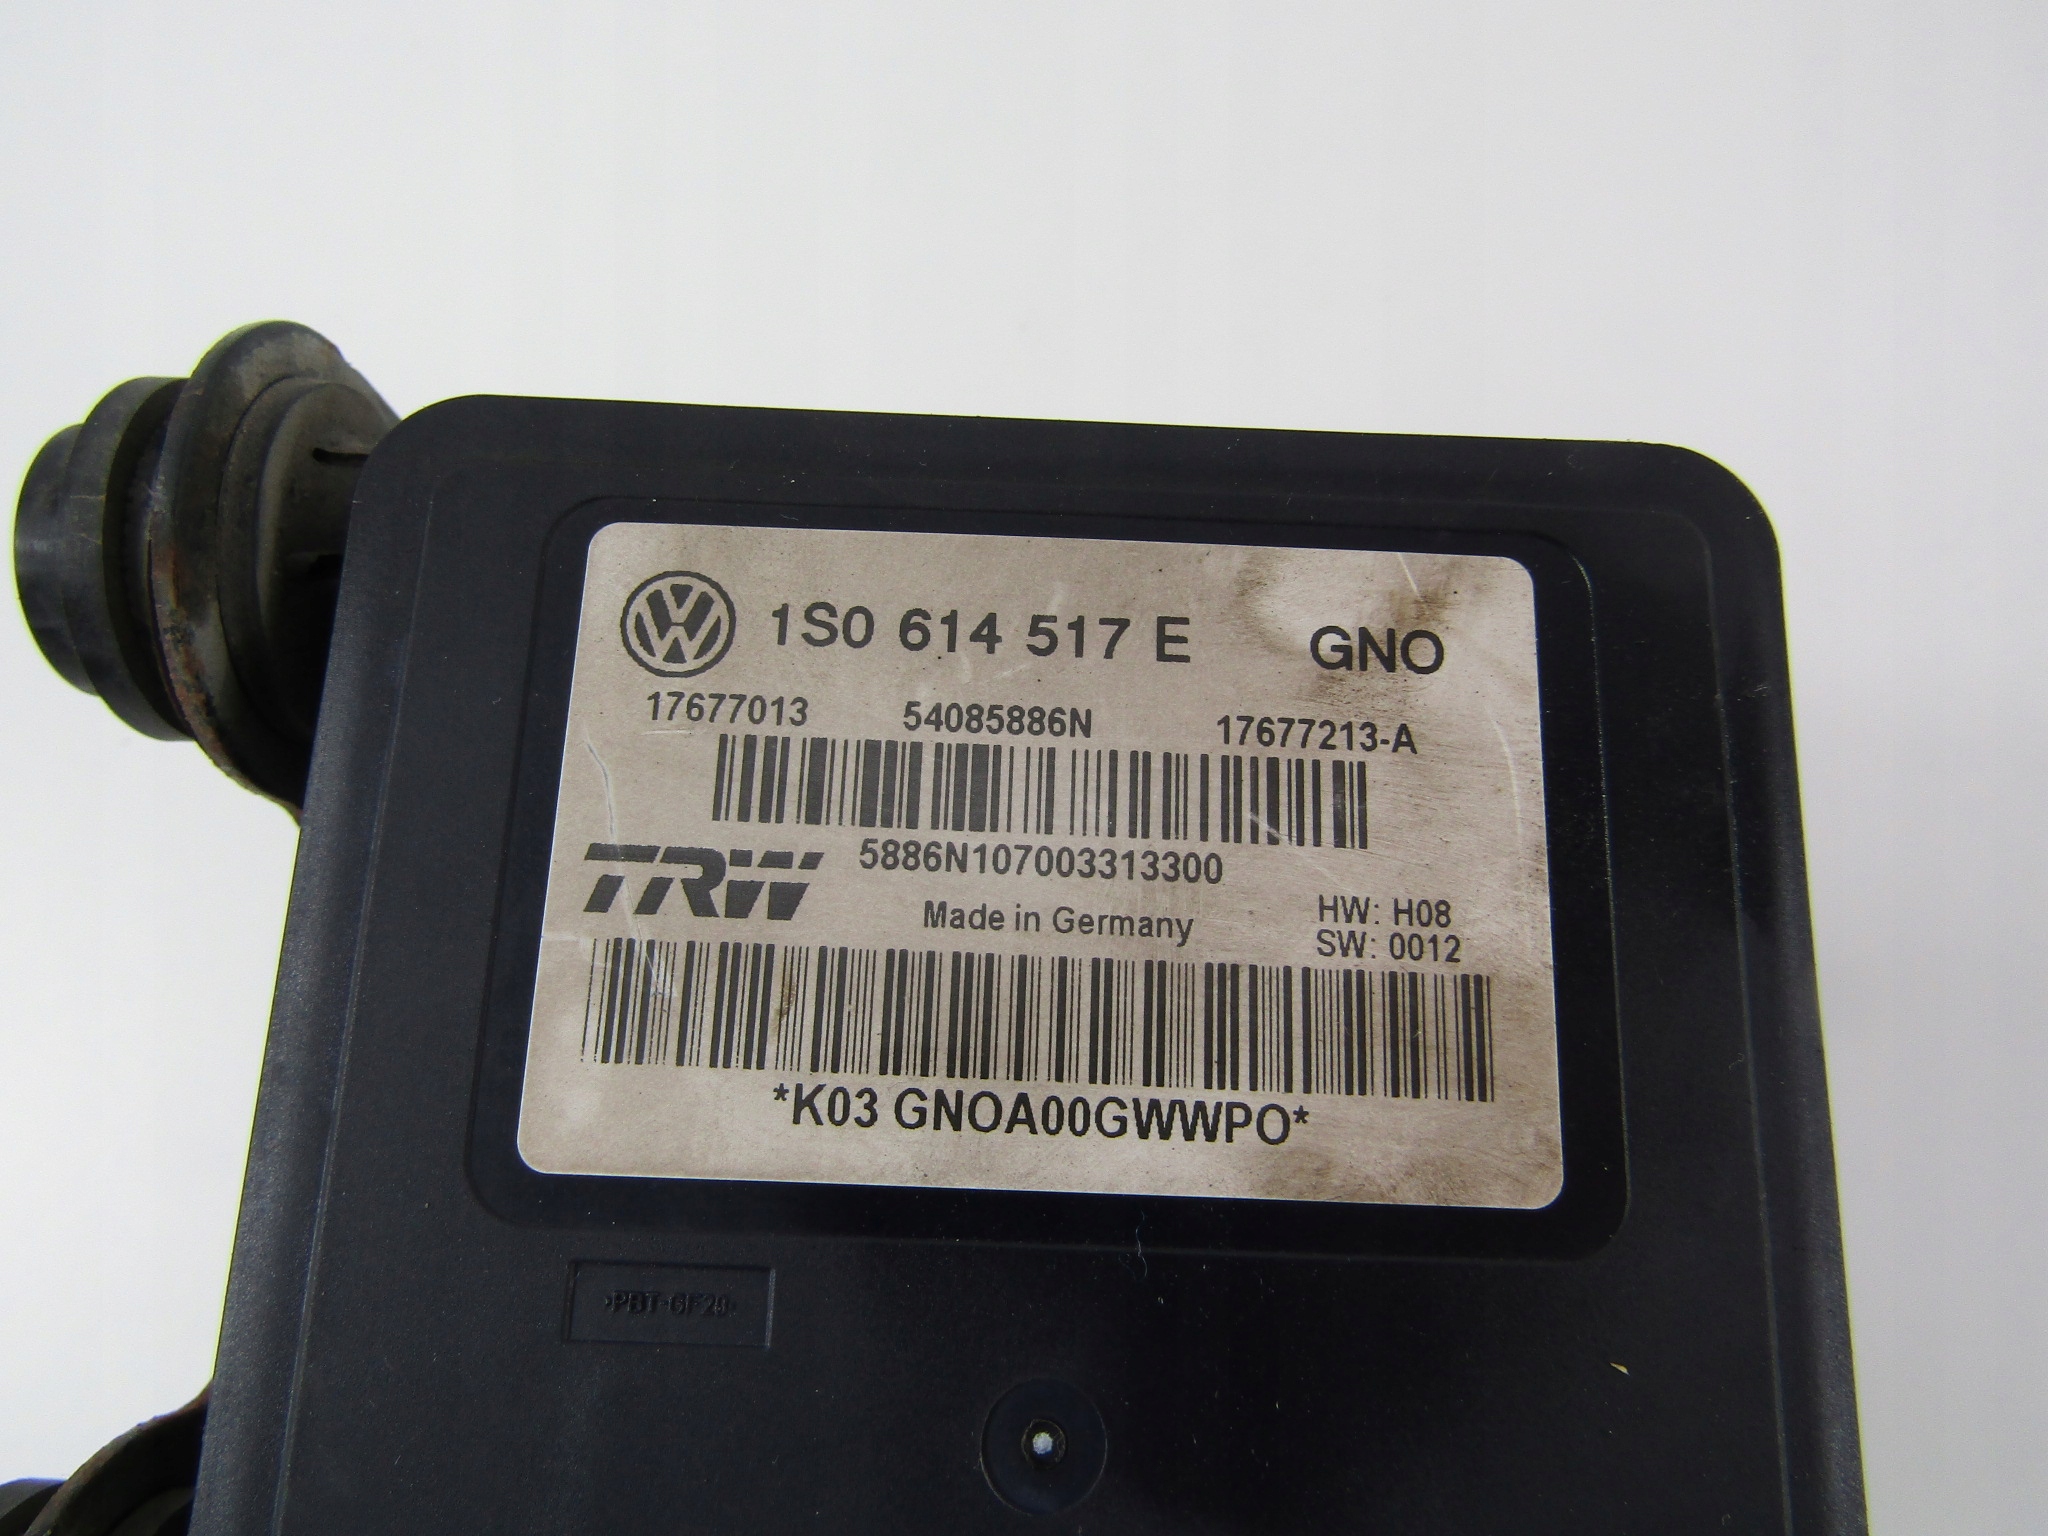 1S0 614 517 E GNO
17677013 54085886N 17677213-A
TRW 5886N107003313300
Made in Germany
HW: H08
SW: 0012
*K03 GNOA00GWWPO*
>PBT-GF20<